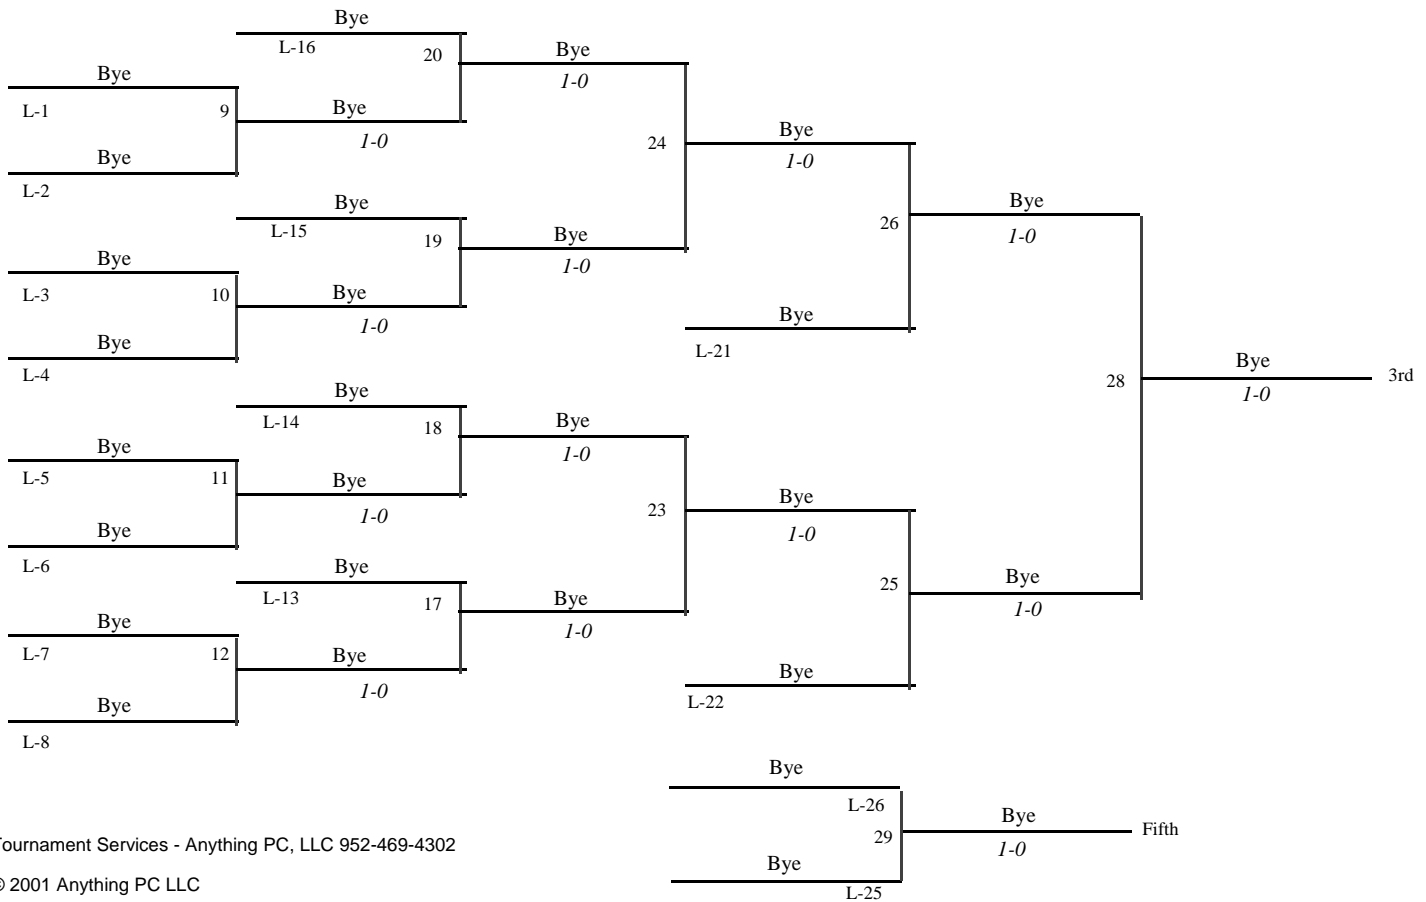 Bye
L-16
20
Bye
1-0
Bye
L-1
9
Bye
1-0
Bye
L-2
24
Bye
1-0
Bye
L-15
19
Bye
1-0
26
Bye
1-0
Bye
L-3
10
Bye
1-0
Bye
L-4
Bye
L-21
28
Bye
1-0
3rd
Bye
L-14
18
Bye
1-0
Bye
L-5
11
Bye
1-0
Bye
L-6
23
Bye
1-0
Bye
L-13
17
Bye
1-0
25
Bye
1-0
Bye
L-7
12
Bye
1-0
Bye
L-8
Bye
L-22
Bye
L-26
29
Bye
1-0
Fifth
Bye
L-25
Tournament Services - Anything PC, LLC 952-469-4302
© 2001 Anything PC LLC